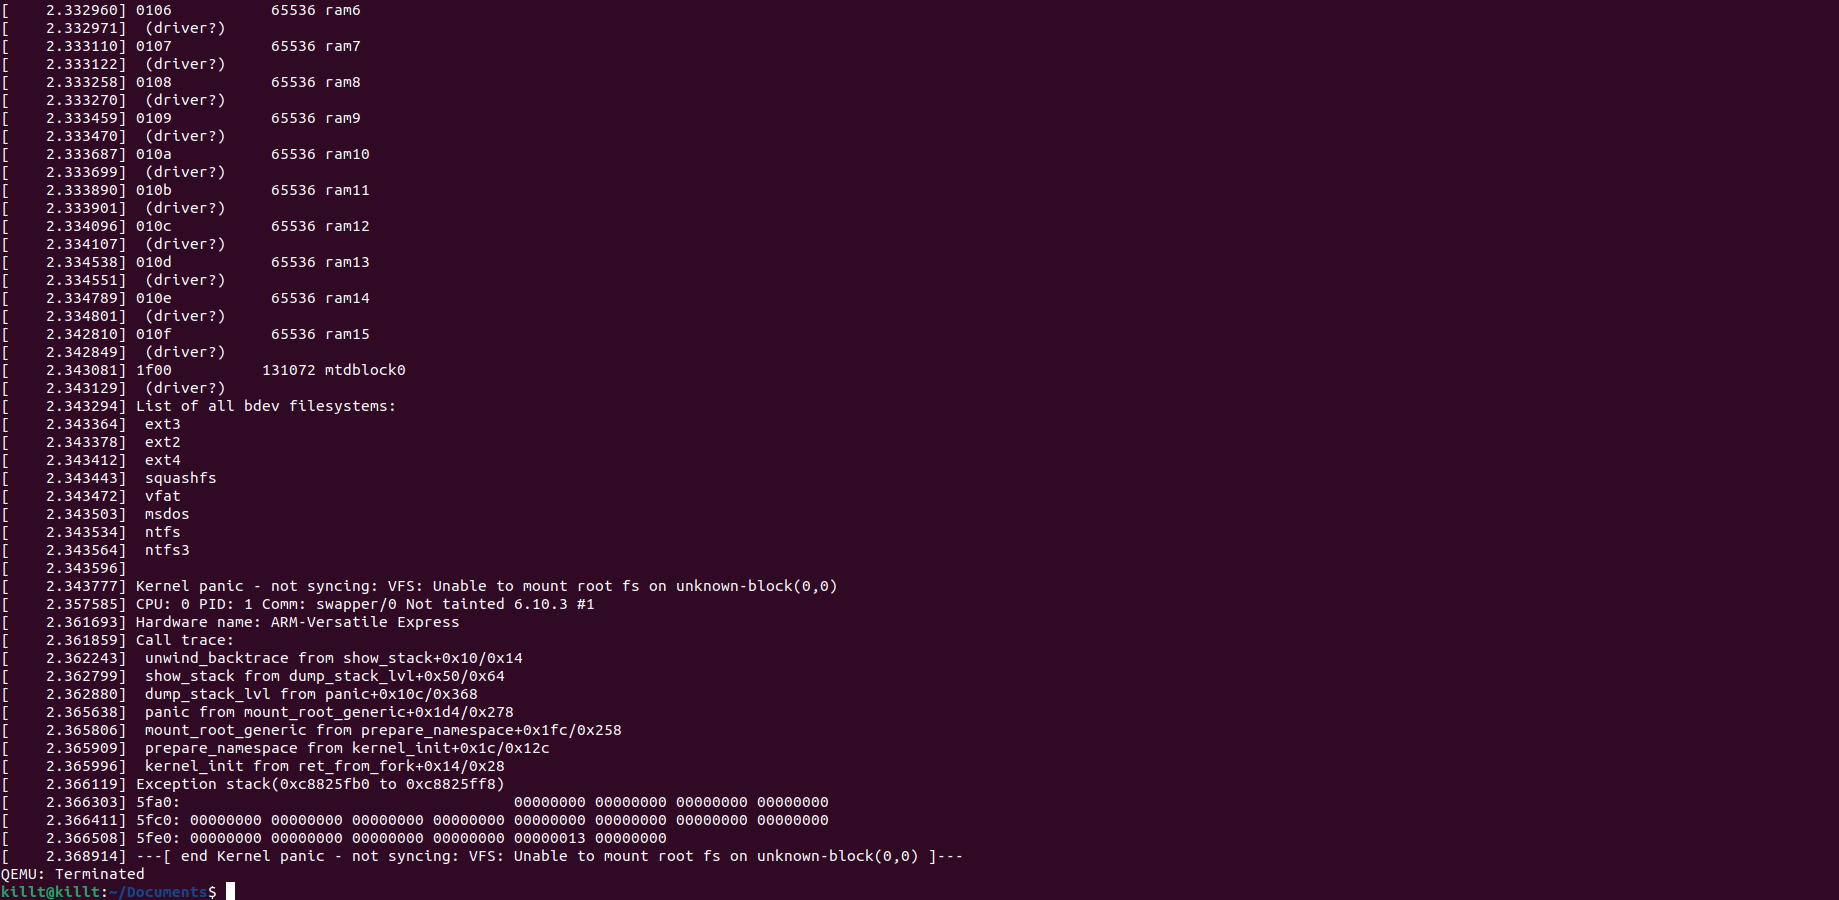 [    2.332960] 0106           65536 ram6
[    2.332971]  (driver?)
[    2.333110] 0107           65536 ram7
[    2.333122]  (driver?)
[    2.333258] 0108           65536 ram8
[    2.333270]  (driver?)
[    2.333459] 0109           65536 ram9
[    2.333470]  (driver?)
[    2.333687] 010a           65536 ram10
[    2.333699]  (driver?)
[    2.333890] 010b           65536 ram11
[    2.333901]  (driver?)
[    2.334096] 010c           65536 ram12
[    2.334107]  (driver?)
[    2.334538] 010d           65536 ram13
[    2.334551]  (driver?)
[    2.334789] 010e           65536 ram14
[    2.334801]  (driver?)
[    2.342810] 010f           65536 ram15
[    2.342849]  (driver?)
[    2.343081] 1f00          131072 mtdblock0
[    2.343129]  (driver?)
[    2.343294] List of all bdev filesystems:
[    2.343364]  ext3
[    2.343378]  ext2
[    2.343412]  ext4
[    2.343443]  squashfs
[    2.343472]  vfat
[    2.343503]  msdos
[    2.343534]  ntfs
[    2.343564]  ntfs3
[    2.343596]
[    2.343777] Kernel panic - not syncing: VFS: Unable to mount root fs on unknown-block(0,0)
[    2.357585] CPU: 0 PID: 1 Comm: swapper/0 Not tainted 6.10.3 #1
[    2.361693] Hardware name: ARM-Versatile Express
[    2.361859] Call trace:
[    2.362243]  unwind_backtrace from show_stack+0x10/0x14
[    2.362799]  show_stack from dump_stack_lvl+0x50/0x64
[    2.362880]  dump_stack_lvl from panic+0x10c/0x368
[    2.365638]  panic from mount_root_generic+0x1d4/0x278
[    2.365806]  mount_root_generic from prepare_namespace+0x1fc/0x258
[    2.365909]  prepare_namespace from kernel_init+0x1c/0x12c
[    2.365996]  kernel_init from ret_from_fork+0x14/0x28
[    2.366119] Exception stack(0xc8825fb0 to 0xc8825ff8)
[    2.366303] 5fa0:                                     00000000 00000000 00000000 00000000
[    2.366411] 5fc0: 00000000 00000000 00000000 00000000 00000000 00000000 00000000 00000000
[    2.366508] 5fe0: 00000000 00000000 00000000 00000000 00000013 00000000
[    2.368914] ---[ end Kernel panic - not syncing: VFS: Unable to mount root fs on unknown-block(0,0) ]---
QEMU: Terminated
killt@killt:~/Documents$